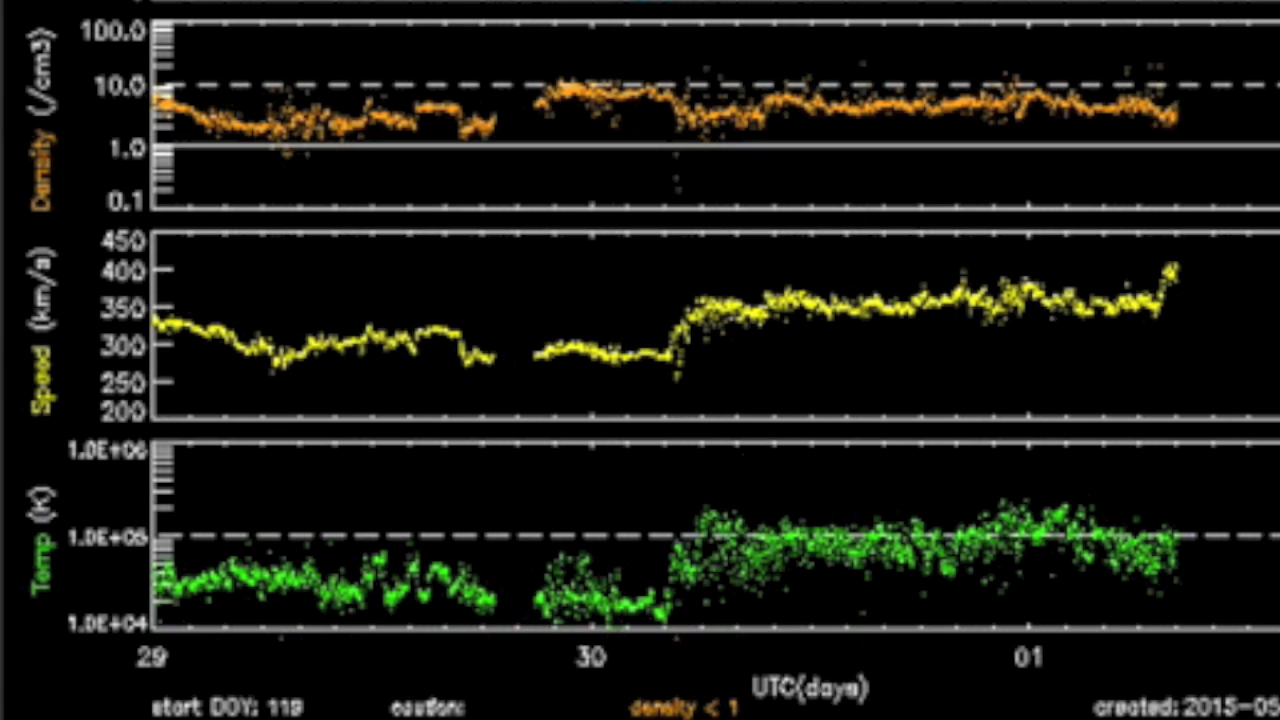 Density (/cm3)
100.0
10.0
1.0
0.1
Speed (km/s)
450
400
350
300
250
200
Temp (K)
1.0E+06
1.0E+05
1.0E+04
29 30 01
UTC(days)
start DOY: 119 caution: density < 1 created: 2015-05